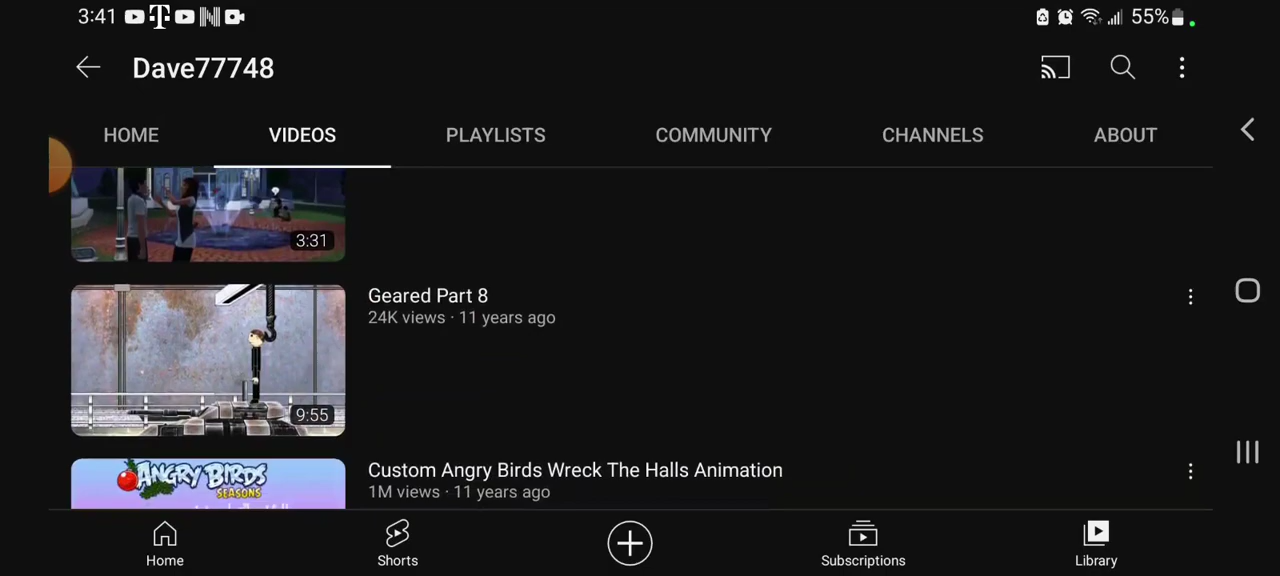 3:41 55%
Dave77748
HOME VIDEOS PLAYLISTS COMMUNITY CHANNELS ABOUT
3:31
Geared Part 8
24K views · 11 years ago
9:55
ANGRY BIRDS
SEASONS
Custom Angry Birds Wreck The Halls Animation
1M views · 11 years ago
Home Shorts Subscriptions Library